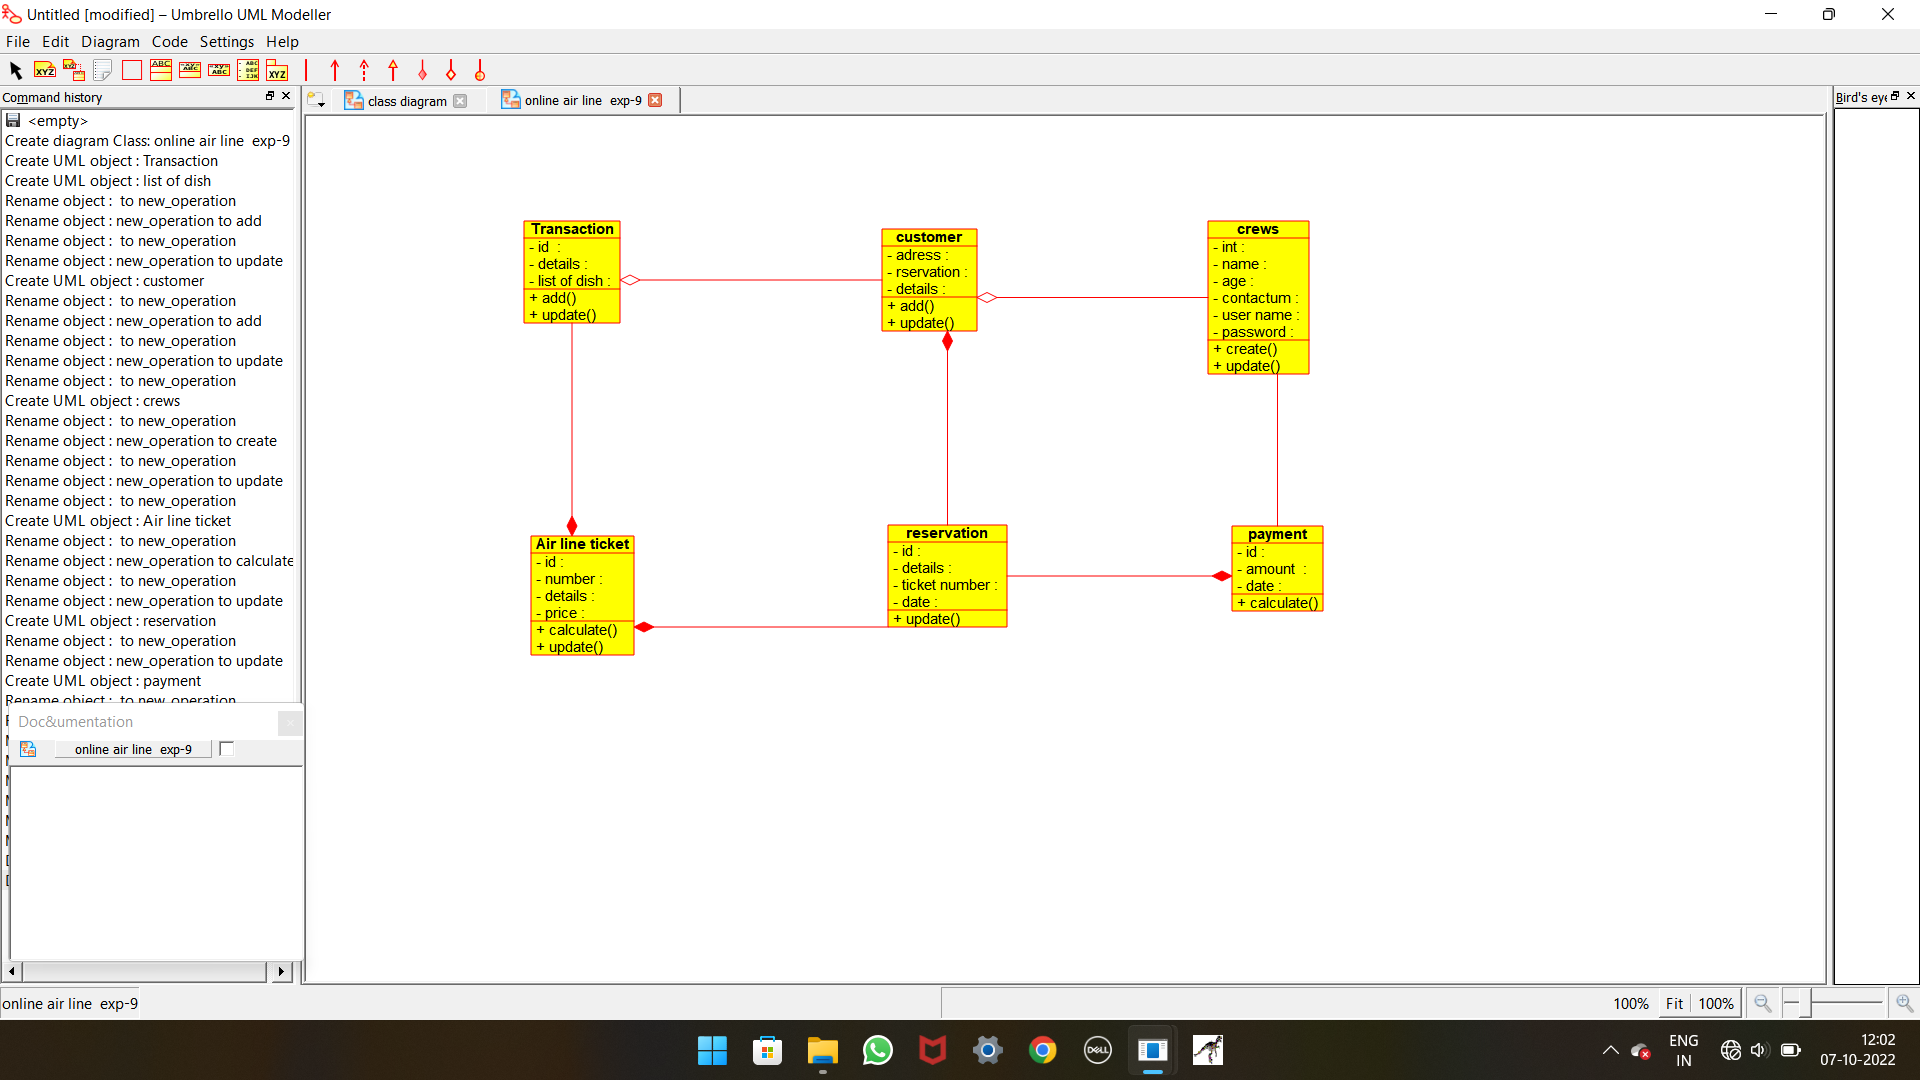 Untitled [modified] – Umbrello UML Modeller
File Edit Diagram Code Settings Help
XYZ XYZ ABC ABC ABC DEF IJK XYZ
Command history
class diagram
online air line exp-9
Bird's eye
<empty>
Create diagram Class: online air line exp-9
Create UML object : Transaction
Create UML object : list of dish
Rename object : to new_operation
Rename object : new_operation to add
Rename object : to new_operation
Rename object : new_operation to update
Create UML object : customer
Rename object : to new_operation
Rename object : new_operation to add
Rename object : to new_operation
Rename object : new_operation to update
Rename object : to new_operation
Create UML object : crews
Rename object : to new_operation
Rename object : new_operation to create
Rename object : to new_operation
Rename object : new_operation to update
Rename object : to new_operation
Create UML object : Air line ticket
Rename object : to new_operation
Rename object : new_operation to calculate
Rename object : to new_operation
Rename object : new_operation to update
Create UML object : reservation
Rename object : to new_operation
Rename object : new_operation to update
Create UML object : payment
Rename object : to new_operation
Doc&umentation
online air line exp-9
Transaction
- id :
- details :
- list of dish :
+ add()
+ update()
customer
- adress :
- rservation :
- details :
+ add()
+ update()
crews
- int :
- name :
- age :
- contactum :
- user name :
- password :
+ create()
+ update()
Air line ticket
- id :
- number :
- details :
- price :
+ calculate()
+ update()
reservation
- id :
- details :
- ticket number :
- date :
+ update()
payment
- id :
- amount :
- date :
+ calculate()
online air line exp-9
100% Fit 100%
DELL
ENG
IN
12:02
07-10-2022